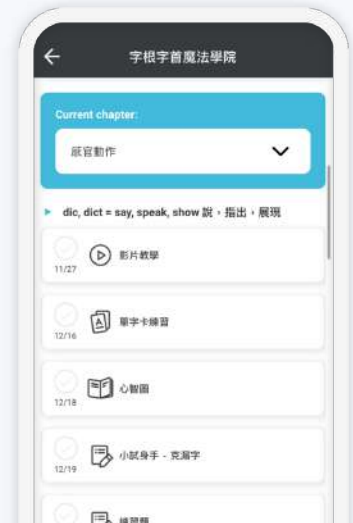 字根字首魔法學院
Current chapter:
感官動作
dic, dict = say, speak, show 說，指出，展現
影片教學
11/27
單字卡練習
12/16
心智圖
12/18
小試身手 - 克漏字
12/19
練習題